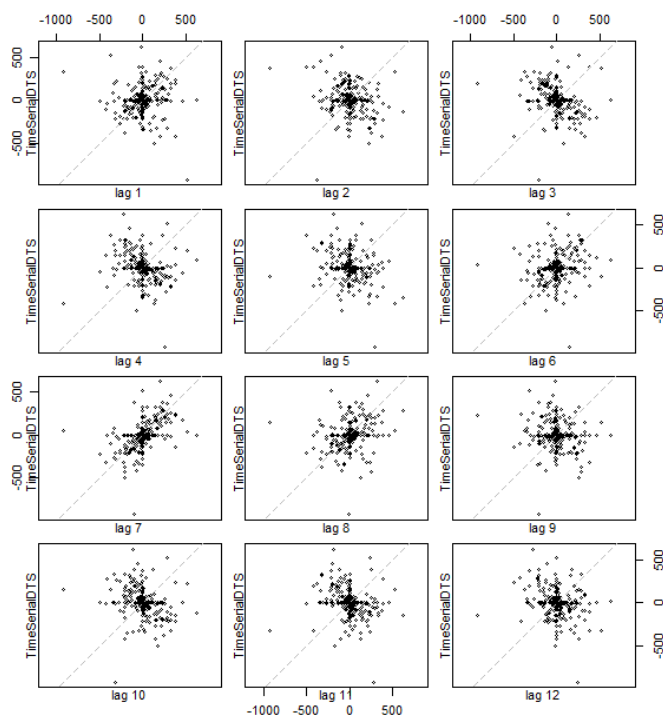 -1000 0 500 -1000 0 500
500
0
-500
TimeSerialDTS TimeSerialDTS TimeSerialDTS
lag 1 lag 2 lag 3
TimeSerialDTS TimeSerialDTS TimeSerialDTS
500
0
-500
lag 4 lag 5 lag 6
500
0
-500
TimeSerialDTS TimeSerialDTS TimeSerialDTS
lag 7 lag 8 lag 9
TimeSerialDTS TimeSerialDTS TimeSerialDTS
500
0
-500
lag 10 lag 11 lag 12
-1000 -500 0 500